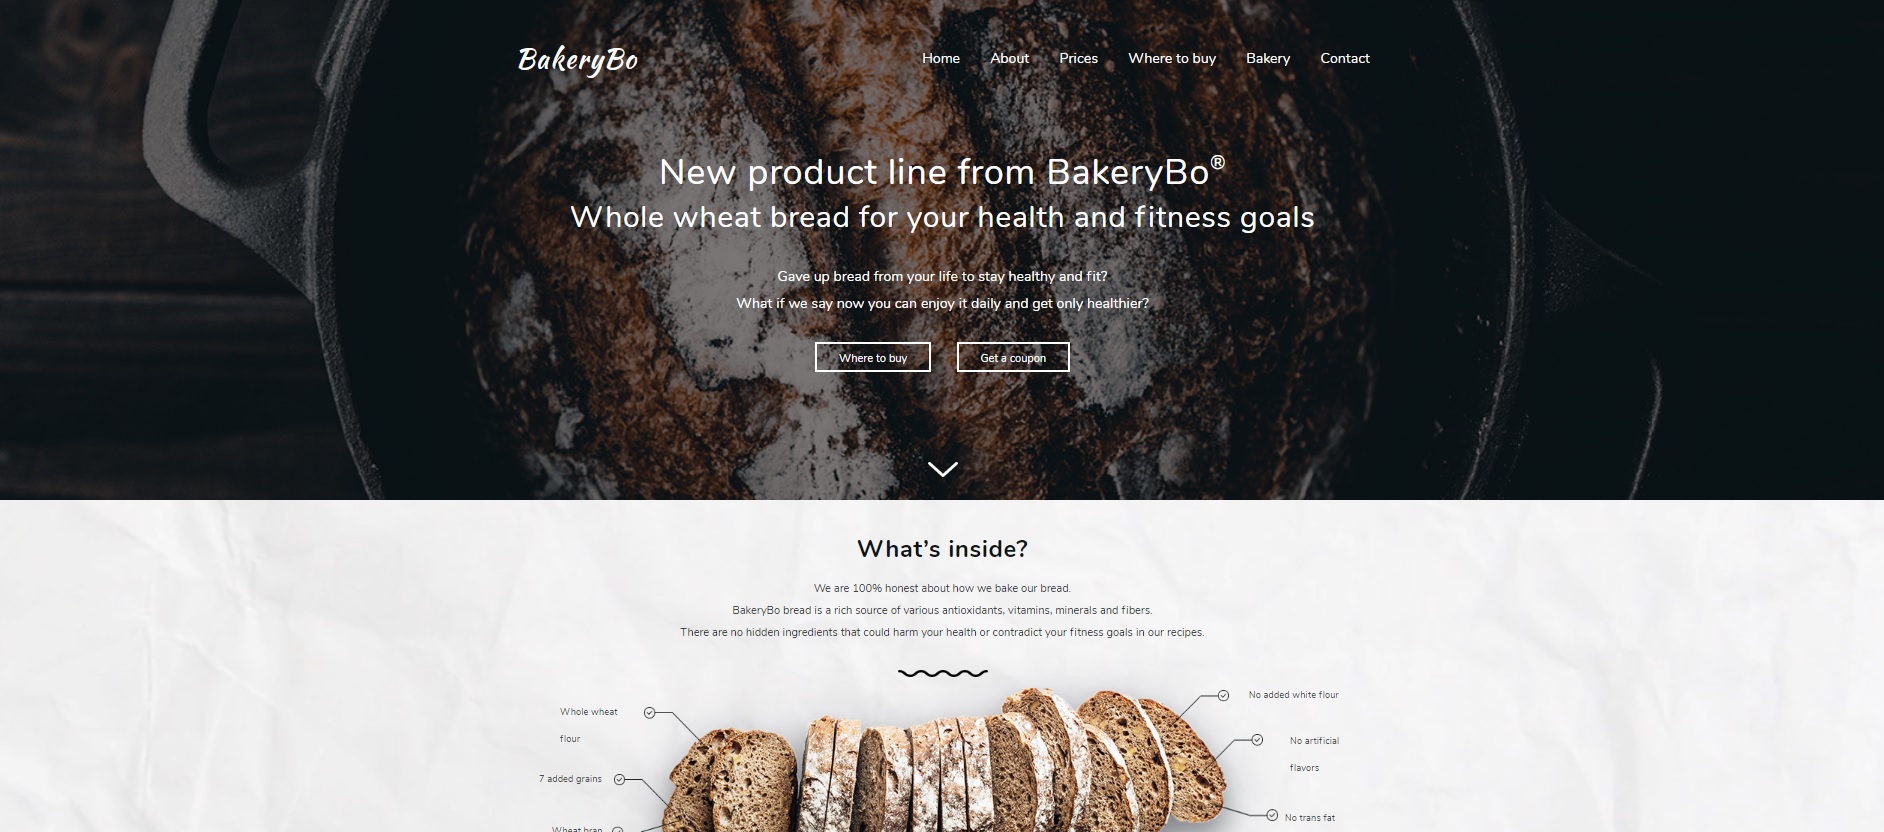 BakeryBo
Home About Prices Where to buy Bakery Contact
New product line from BakeryBo®
Whole wheat bread for your health and fitness goals
Gave up bread from your life to stay healthy and fit?
What if we say now you can enjoy it daily and get only healthier?
Where to buy Get a coupon
What's inside?
We are 100% honest about how we bake our bread.
BakeryBo bread is a rich source of various antioxidants, vitamins, minerals and fibers.
There are no hidden ingredients that could harm your health or contradict your fitness goals in our recipes.
Whole wheat
flour
7 added grains
Wheat bran
No added white flour
No artificial
flavors
No trans fat